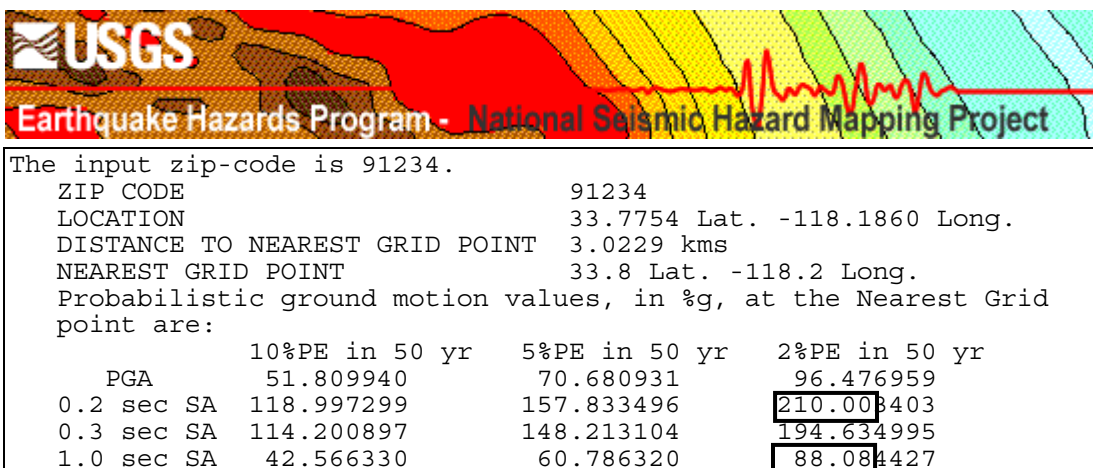 USGS
Earthquake Hazards Program - National Seismic Hazard Mapping Project
The input zip-code is 91234.
ZIP CODE 91234
LOCATION 33.7754 Lat. -118.1860 Long.
DISTANCE TO NEAREST GRID POINT 3.0229 kms
NEAREST GRID POINT 33.8 Lat. -118.2 Long.
Probabilistic ground motion values, in %g, at the Nearest Grid
point are:
10%PE in 50 yr 5%PE in 50 yr 2%PE in 50 yr
PGA 51.809940 70.680931 96.476959
0.2 sec SA 118.997299 157.833496 210.003403
0.3 sec SA 114.200897 148.213104 194.634995
1.0 sec SA 42.566330 60.786320 88.084427